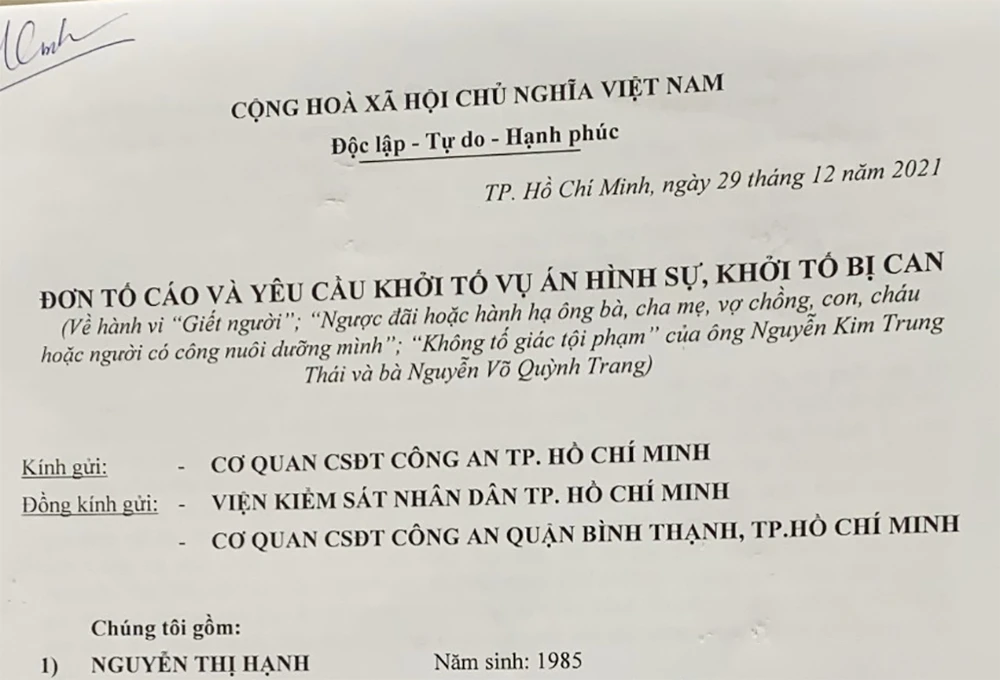 CỘNG HOÀ XÃ HỘI CHỦ NGHĨA VIỆT NAM
Độc lập - Tự do - Hạnh phúc
TP. Hồ Chí Minh, ngày 29 tháng 12 năm 2021
ĐƠN TỐ CÁO VÀ YÊU CẦU KHỞI TỐ VỤ ÁN HÌNH SỰ, KHỞI TỐ BỊ CAN
(Về hành vi “Giết người”; “Ngược đãi hoặc hành hạ ông bà, cha mẹ, vợ chồng, con, cháu
hoặc người có công nuôi dưỡng mình”; “Không tố giác tội phạm” của ông Nguyễn Kim Trung
Thái và bà Nguyễn Võ Quỳnh Trang)
Kính gửi: - CƠ QUAN CSĐT CÔNG AN TP. HỒ CHÍ MINH
Đồng kính gửi: - VIỆN KIỂM SÁT NHÂN DÂN TP. HỒ CHÍ MINH
- CƠ QUAN CSĐT CÔNG AN QUẬN BÌNH THẠNH, TP.HỒ CHÍ MINH
Chúng tôi gồm:
1) NGUYỄN THỊ HẠNH Năm sinh: 1985